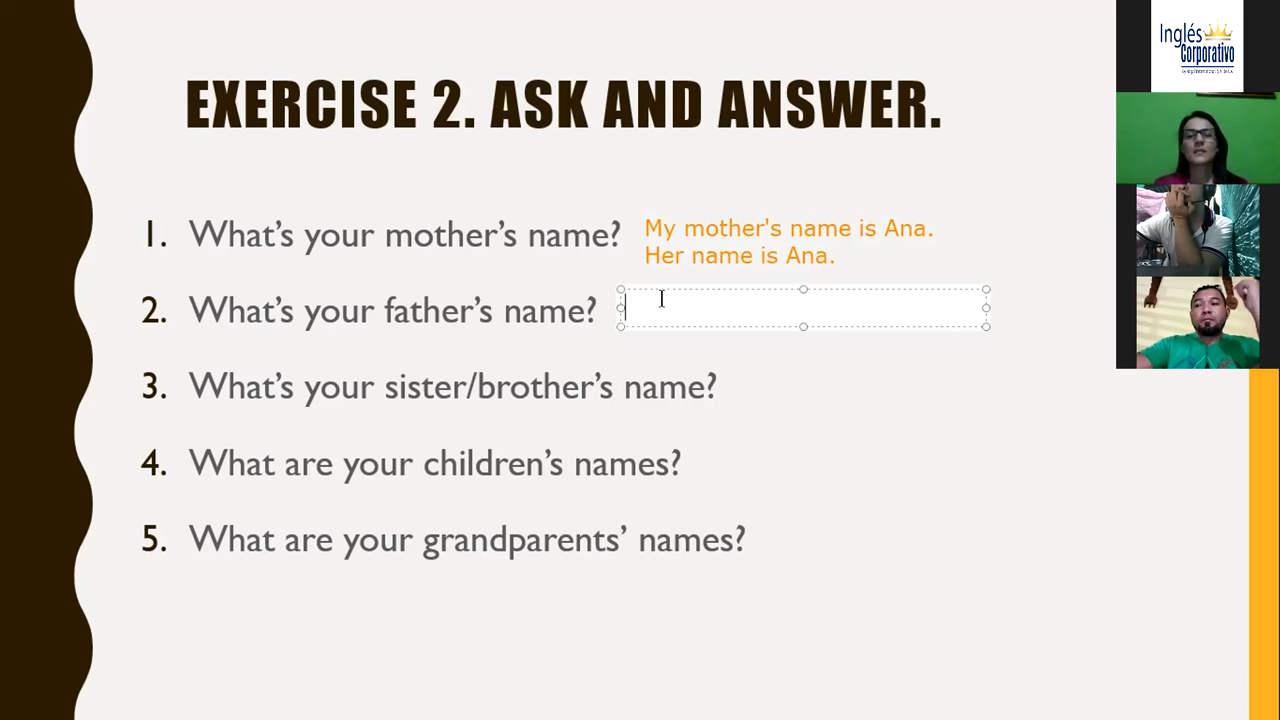 Inglés
Corporativo
EXERCISE 2. ASK AND ANSWER.
1. What’s your mother’s name? My mother's name is Ana.
Her name is Ana.
2. What’s your father’s name?
3. What’s your sister/brother’s name?
4. What are your children’s names?
5. What are your grandparents’ names?